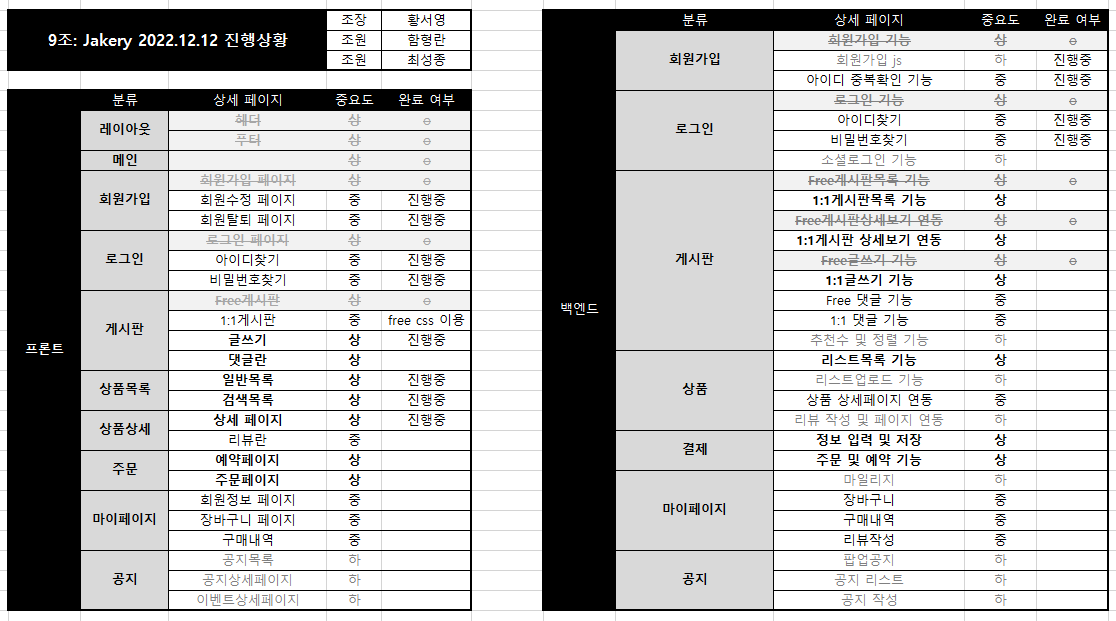 9조: Jakery 2022.12.12 진행상황
조장 황서영
조원 함형란
조원 최성종
프론트
분류 상세 페이지 중요도 완료 여부
레이아웃 헤더 상 o
푸터 상 o
메인 상 o
회원가입 회원가입 페이지 상 o
회원수정 페이지 중 진행중
회원탈퇴 페이지 중 진행중
로그인 로그인 페이지 상 o
아이디찾기 중 진행중
비밀번호찾기 중 진행중
게시판 Free게시판 상 o
1:1게시판 중 free css 이용
글쓰기 상 진행중
댓글란 상
상품목록 일반목록 상 진행중
검색목록 상 진행중
상품상세 상세 페이지 상 진행중
리뷰란 중
주문 예약페이지 상
주문페이지 상
마이페이지 회원정보 페이지 중
장바구니 페이지 중
구매내역 중
공지 공지목록 하
공지상세페이지 하
이벤트상세페이지 하
백엔드
분류 상세 페이지 중요도 완료 여부
회원가입 회원가입 기능 상 o
회원가입 js 하 진행중
아이디 중복확인 기능 중 진행중
로그인 로그인 기능 상 o
아이디찾기 중 진행중
비밀번호찾기 중 진행중
소셜로그인 기능 하
게시판 Free게시판목록 기능 상 o
1:1게시판목록 기능 상
Free게시판상세보기 연동 상 o
1:1게시판 상세보기 연동 상
Free글쓰기 기능 상 o
1:1글쓰기 기능 상
Free 댓글 기능 중
1:1 댓글 기능 중
추천수 및 정렬 기능 하
상품 리스트목록 기능 상
리스트업로드 기능 하
상품 상세페이지 연동 중
리뷰 작성 및 페이지 연동 하
결제 정보 입력 및 저장 상
주문 및 예약 기능 상
마이페이지 마일리지 하
장바구니 중
구매내역 중
리뷰작성 중
공지 팝업공지 하
공지 리스트 하
공지 작성 하